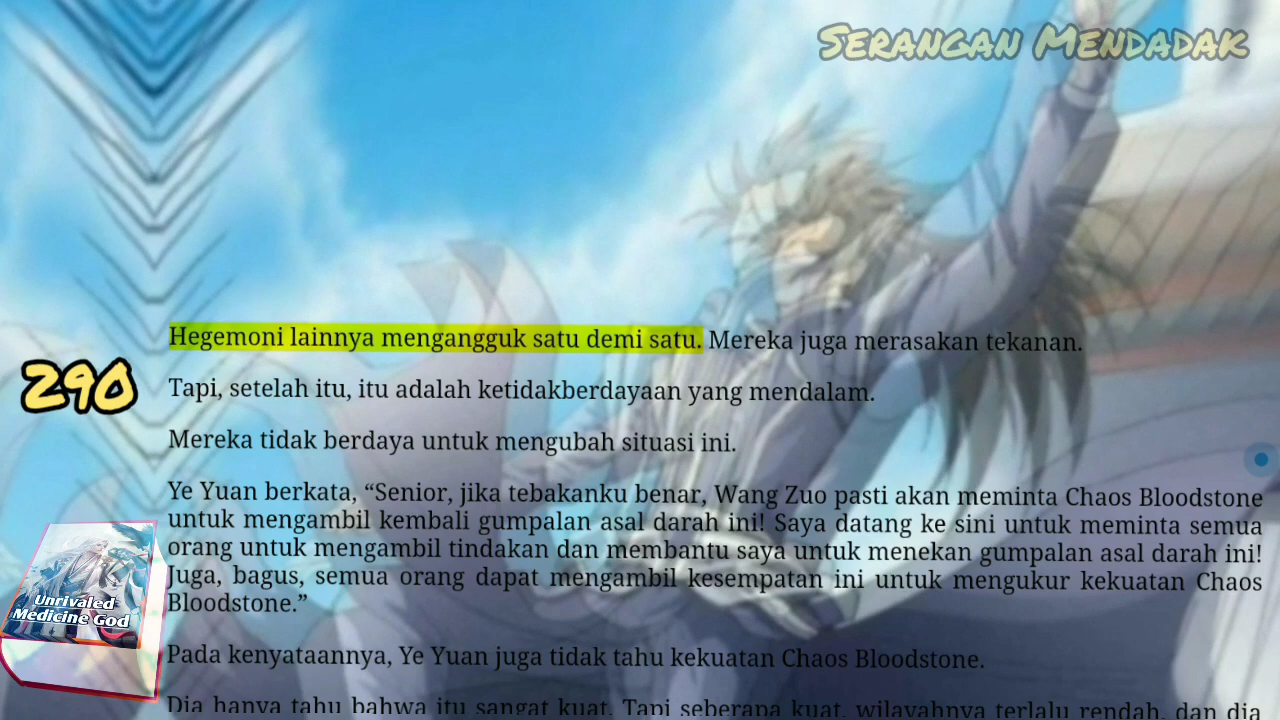 Serangan Mendadak
Hegemoni lainnya mengangguk satu demi satu. Mereka juga merasakan tekanan.
290
Tapi, setelah itu, itu adalah ketidakberdayaan yang mendalam.
Mereka tidak berdaya untuk mengubah situasi ini.
Ye Yuan berkata, “Senior, jika tebakanku benar, Wang Zuo pasti akan meminta Chaos Bloodstone
untuk mengambil kembali gumpalan asal darah ini! Saya datang ke sini untuk meminta semua
orang untuk mengambil tindakan dan membantu saya untuk menekan gumpalan asal darah ini!
Juga, bagus, semua orang dapat mengambil kesempatan ini untuk mengukur kekuatan Chaos
Bloodstone.”
Unrivaled
Medicine God
Pada kenyataannya, Ye Yuan juga tidak tahu kekuatan Chaos Bloodstone.
Dia hanya tahu bahwa itu sangat kuat. Tapi seberapa kuat, wilayahnya terlalu rendah, dan dia